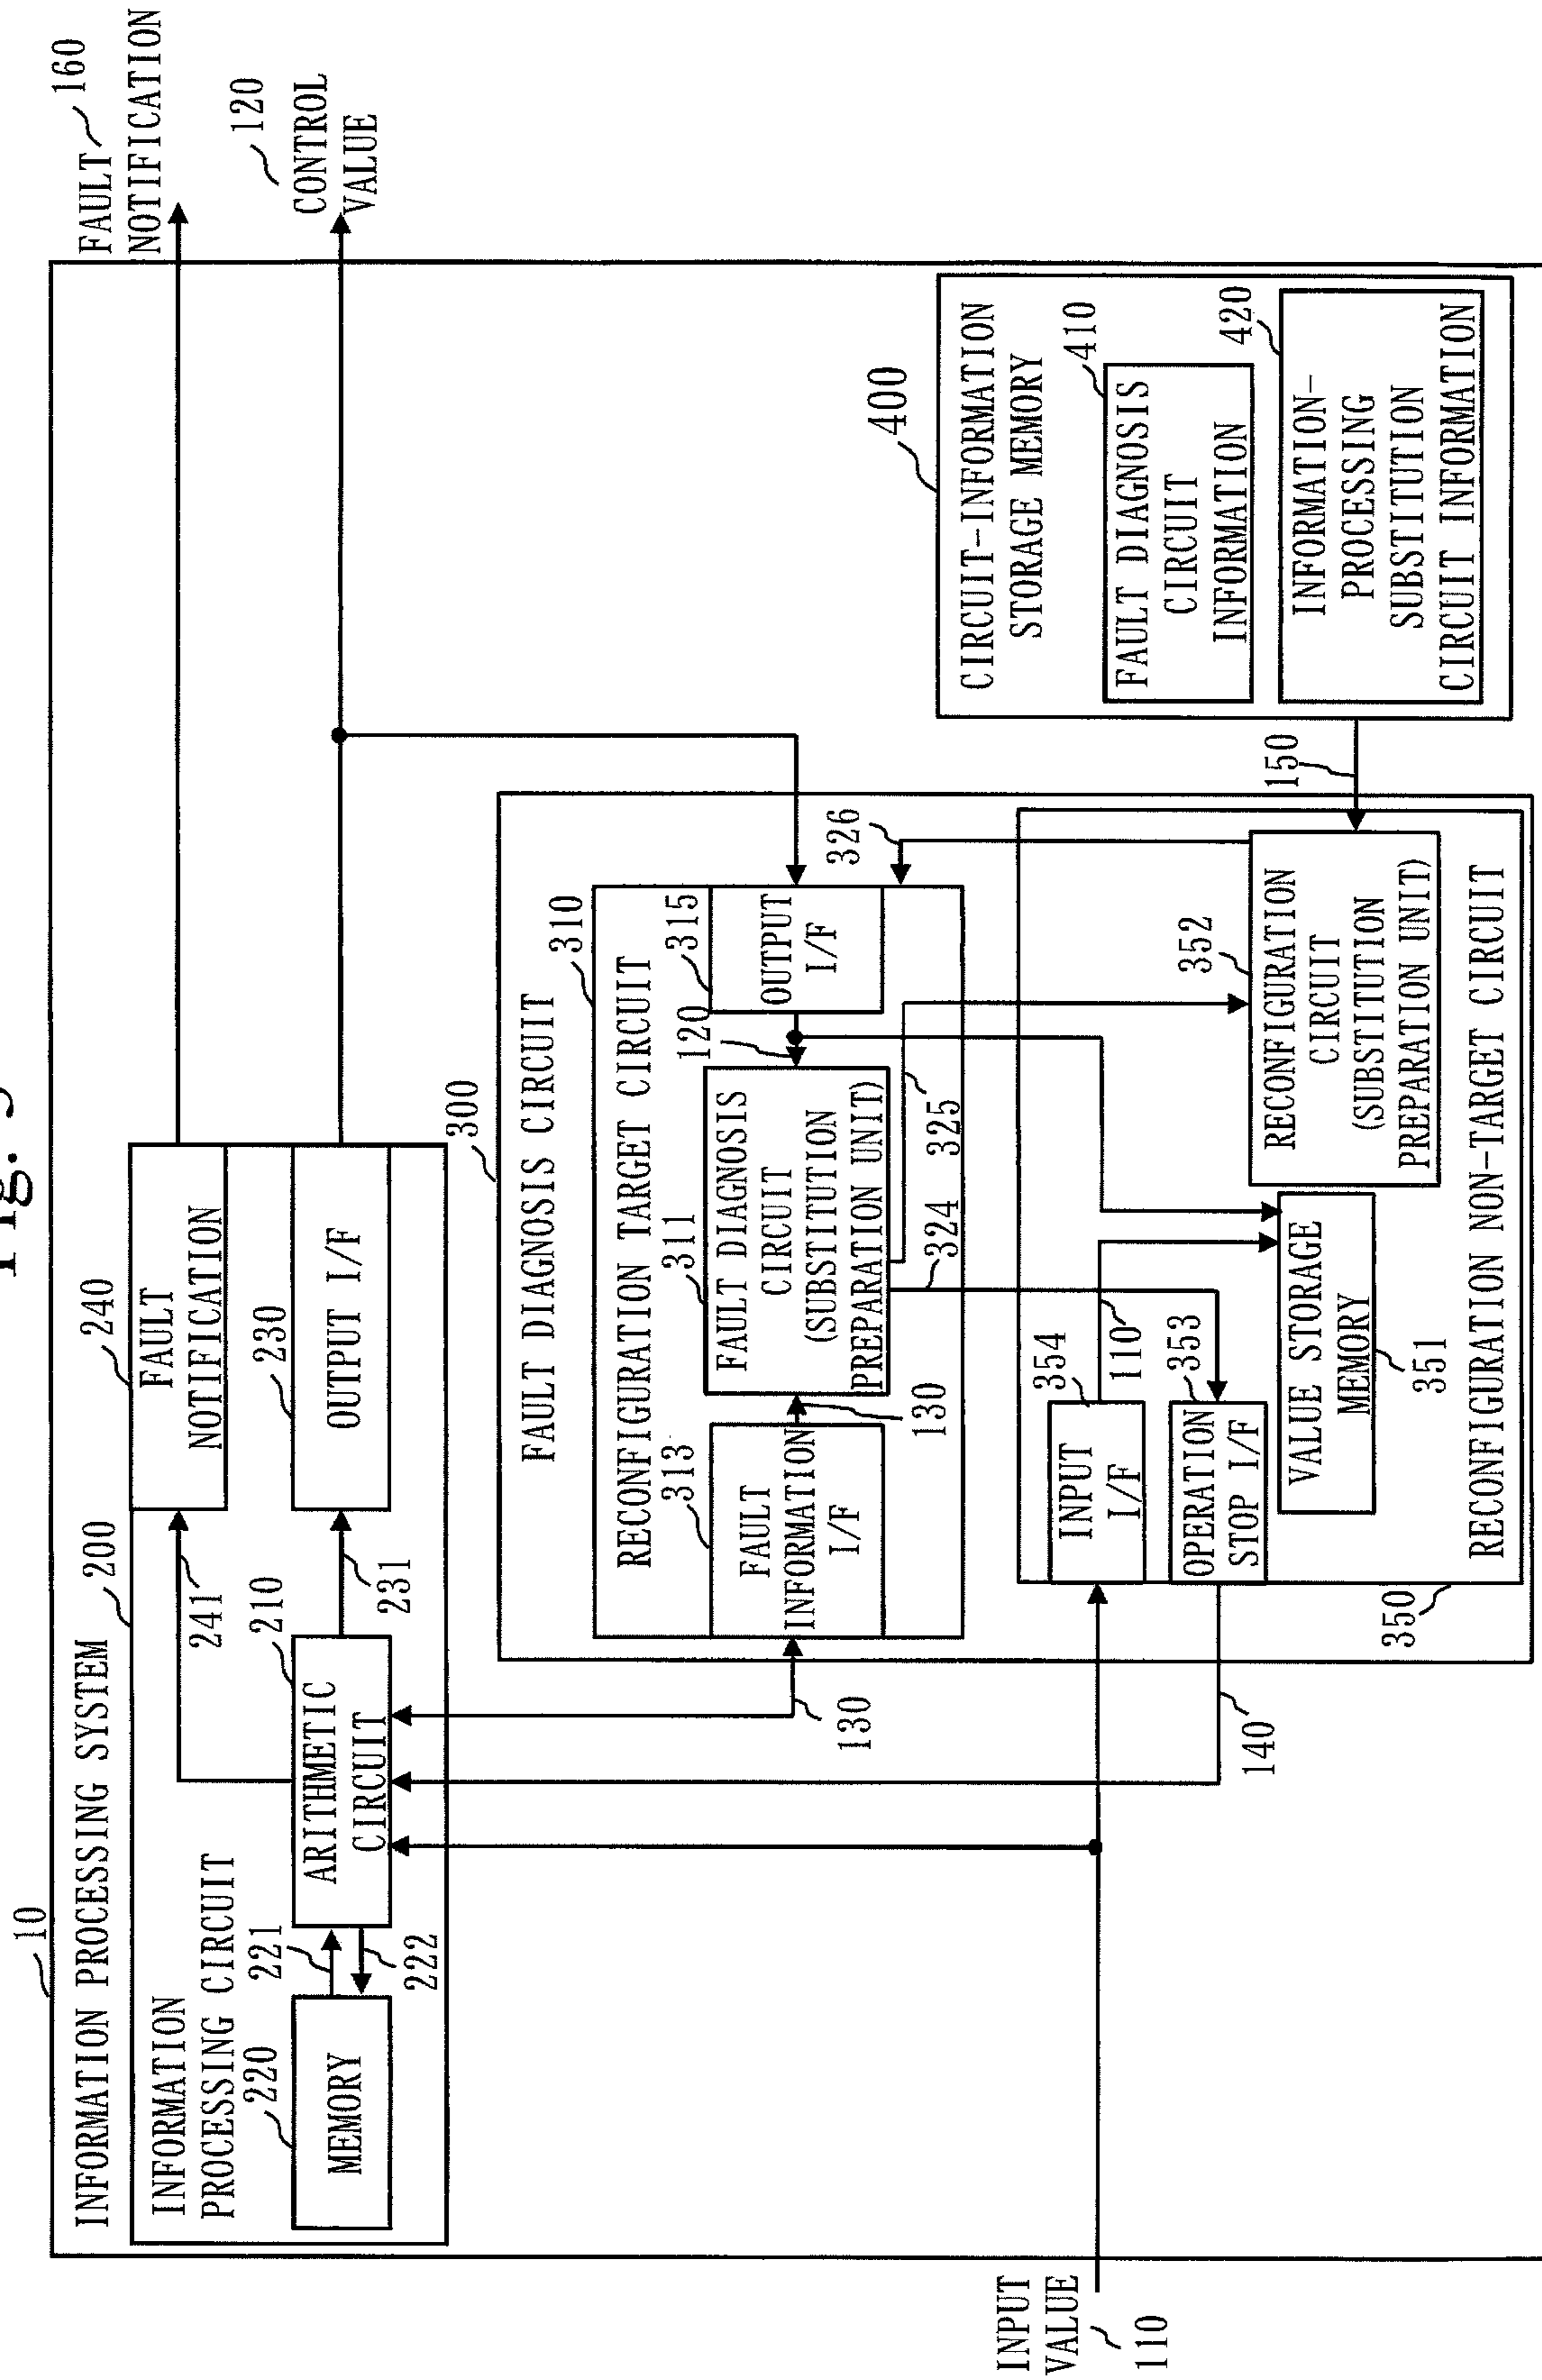 10
INFORMATION PROCESSING SYSTEM
200
INFORMATION
PROCESSING CIRCUIT
220
MEMORY
221
222
210
ARITHMETIC
CIRCUIT
241
231
240
FAULT
NOTIFICATION
230
OUTPUT I/F
FAULT
NOTIFICATION
160
120
CONTROL
VALUE
300
FAULT DIAGNOSIS CIRCUIT
310
RECONFIGURATION TARGET CIRCUIT
313
FAULT
INFORMATION
I/F
130
130
311
FAULT DIAGNOSIS
CIRCUIT
(SUBSTITUTION
PREPARATION UNIT)
120
315
OUTPUT
I/F
324
325
326
350
RECONFIGURATION NON-TARGET CIRCUIT
354
INPUT
I/F
110
353
OPERATION
STOP I/F
140
VALUE STORAGE
MEMORY
351
352
RECONFIGURATION
CIRCUIT
(SUBSTITUTION
PREPARATION UNIT)
150
400
CIRCUIT-INFORMATION
STORAGE MEMORY
410
FAULT DIAGNOSIS
CIRCUIT
INFORMATION
420
INFORMATION-
PROCESSING
SUBSTITUTION
CIRCUIT INFORMATION
INPUT
VALUE
110